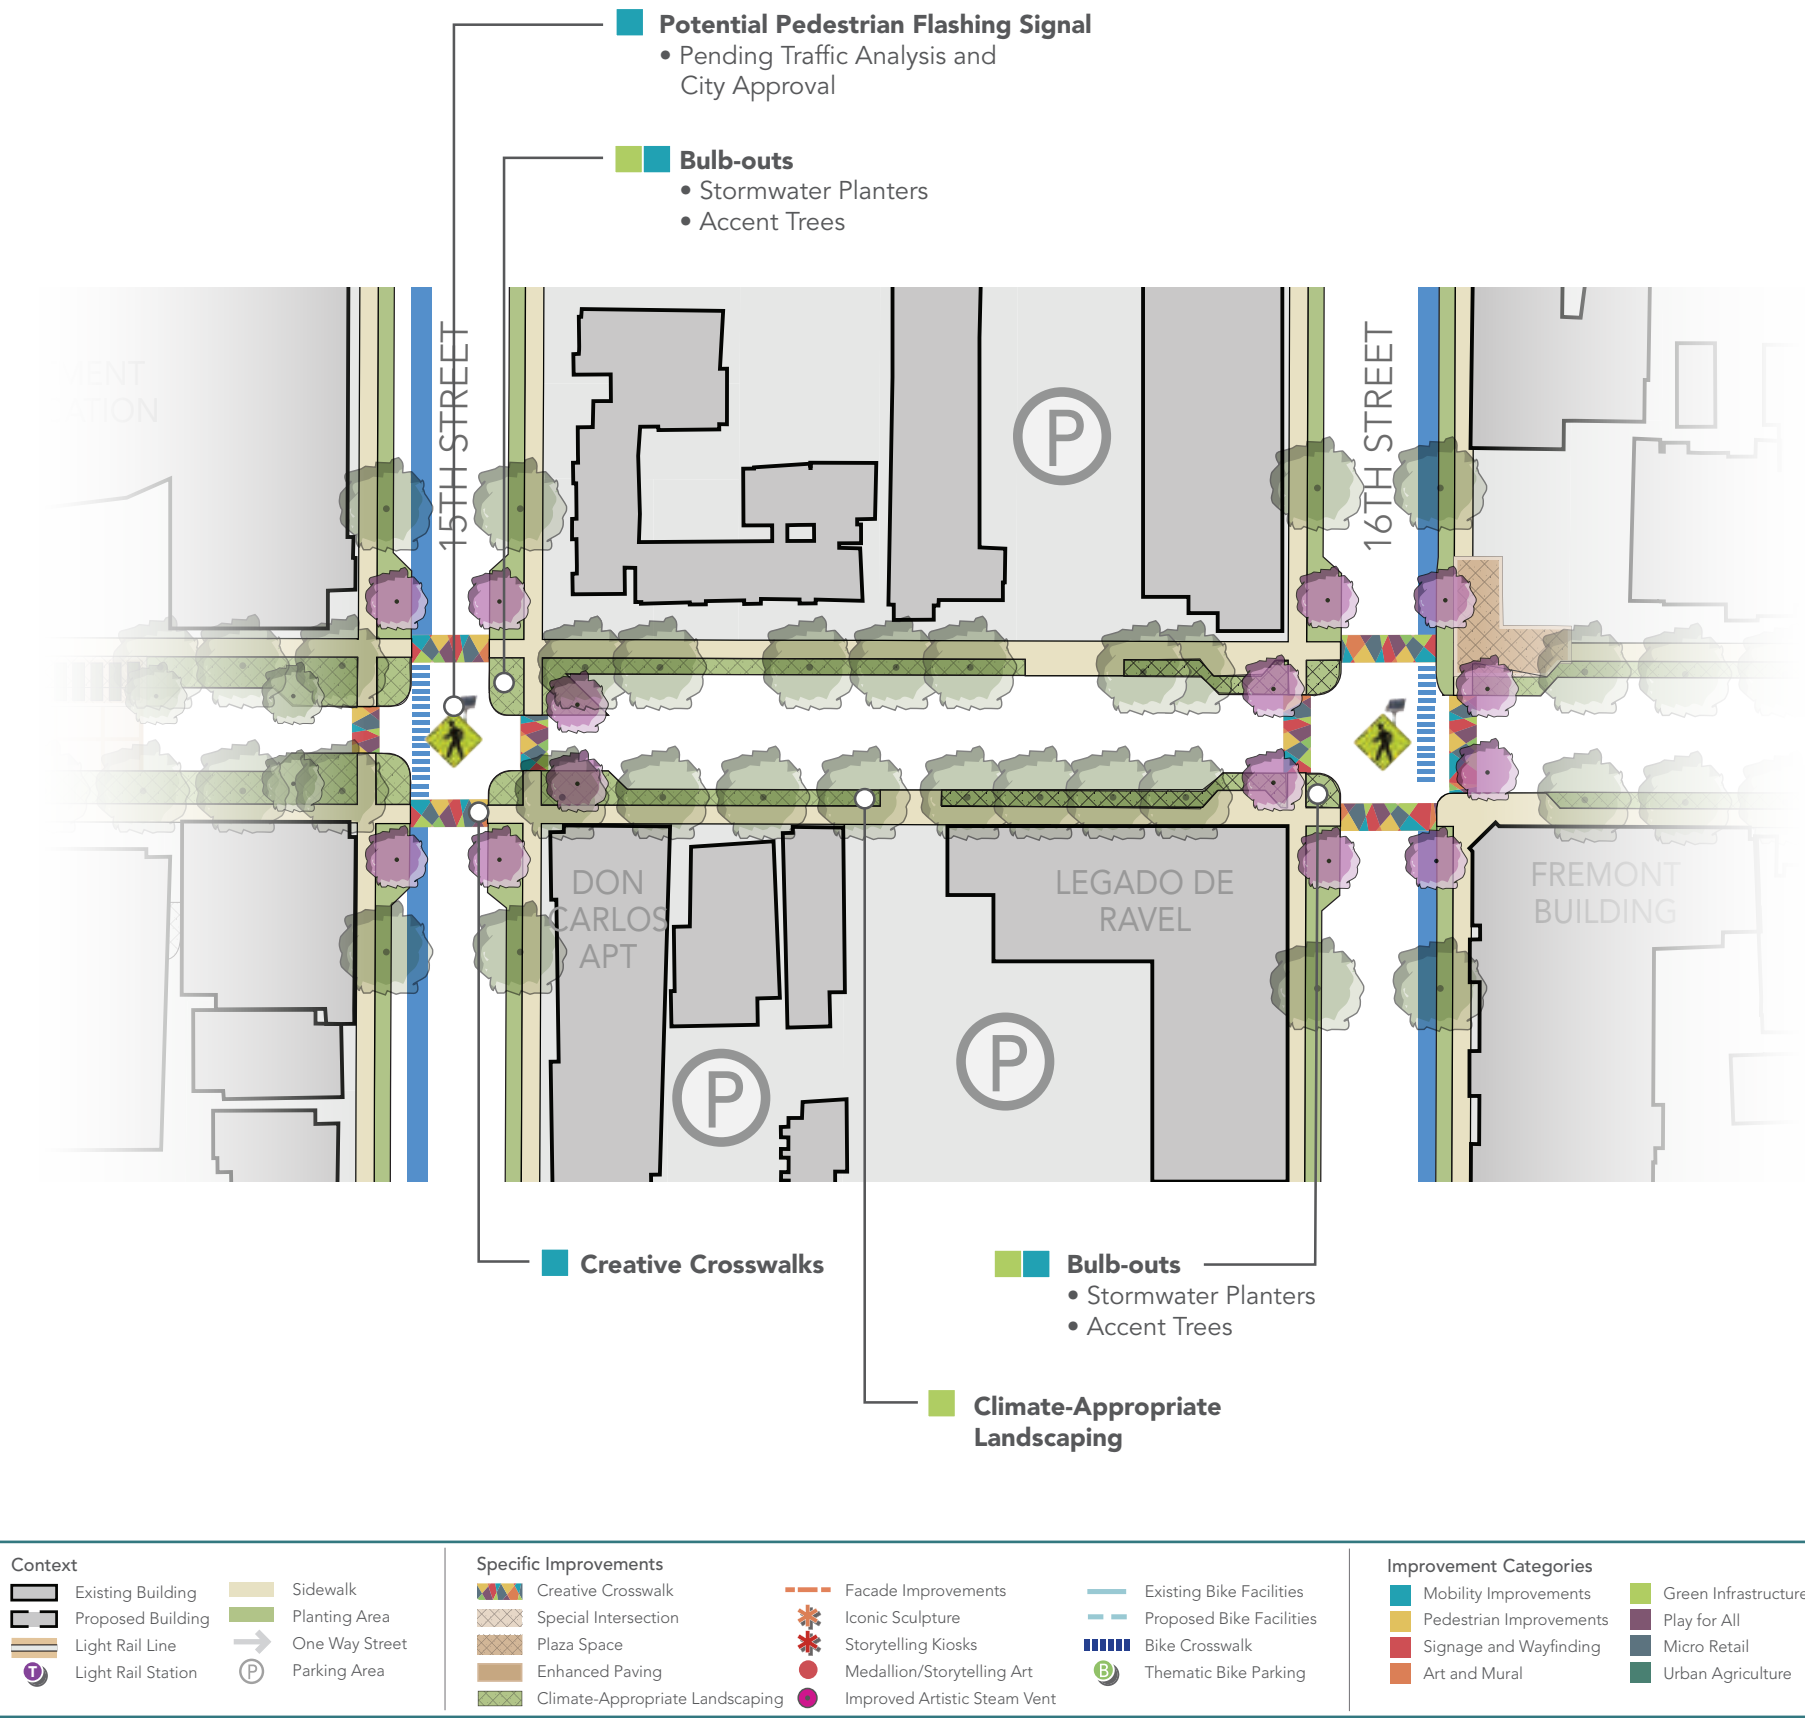 Potential Pedestrian Flashing Signal
• Pending Traffic Analysis and
City Approval
Bulb-outs
• Stormwater Planters
• Accent Trees
15TH STREET
16TH STREET
P
DON
CARLOS
APT
LEGADO DE
RAVEL
FREMONT
BUILDING
P
P
Creative Crosswalks
Bulb-outs
• Stormwater Planters
• Accent Trees
Climate-Appropriate
Landscaping
Context
Existing Building
Proposed Building
Light Rail Line
T Light Rail Station
Sidewalk
Planting Area
One Way Street
P Parking Area
Specific Improvements
Creative Crosswalk
Special Intersection
Plaza Space
Enhanced Paving
Climate-Appropriate Landscaping
Facade Improvements
Iconic Sculpture
Storytelling Kiosks
Medallion/Storytelling Art
Improved Artistic Steam Vent
Existing Bike Facilities
Proposed Bike Facilities
Bike Crosswalk
B Thematic Bike Parking
Improvement Categories
Mobility Improvements
Pedestrian Improvements
Signage and Wayfinding
Art and Mural
Green Infrastructure
Play for All
Micro Retail
Urban Agriculture